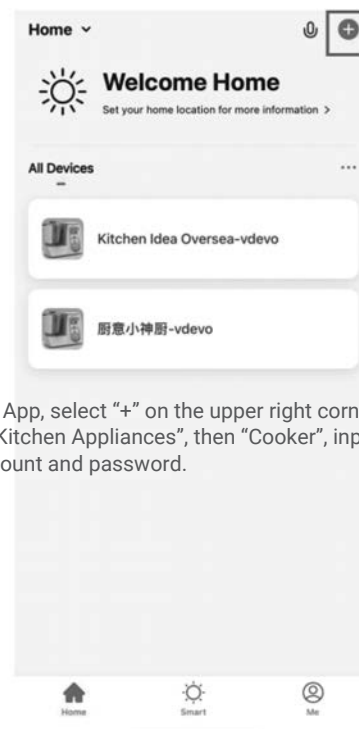 Home
Welcome Home
Set your home location for more information >
All Devices
...
Kitchen Idea Oversea-vdevo
厨意小神厨-vdevo
App, select “+” on the upper right corn
Kitchen Appliances”, then “Cooker”, inp
ount and password.
Home
Smart
Me